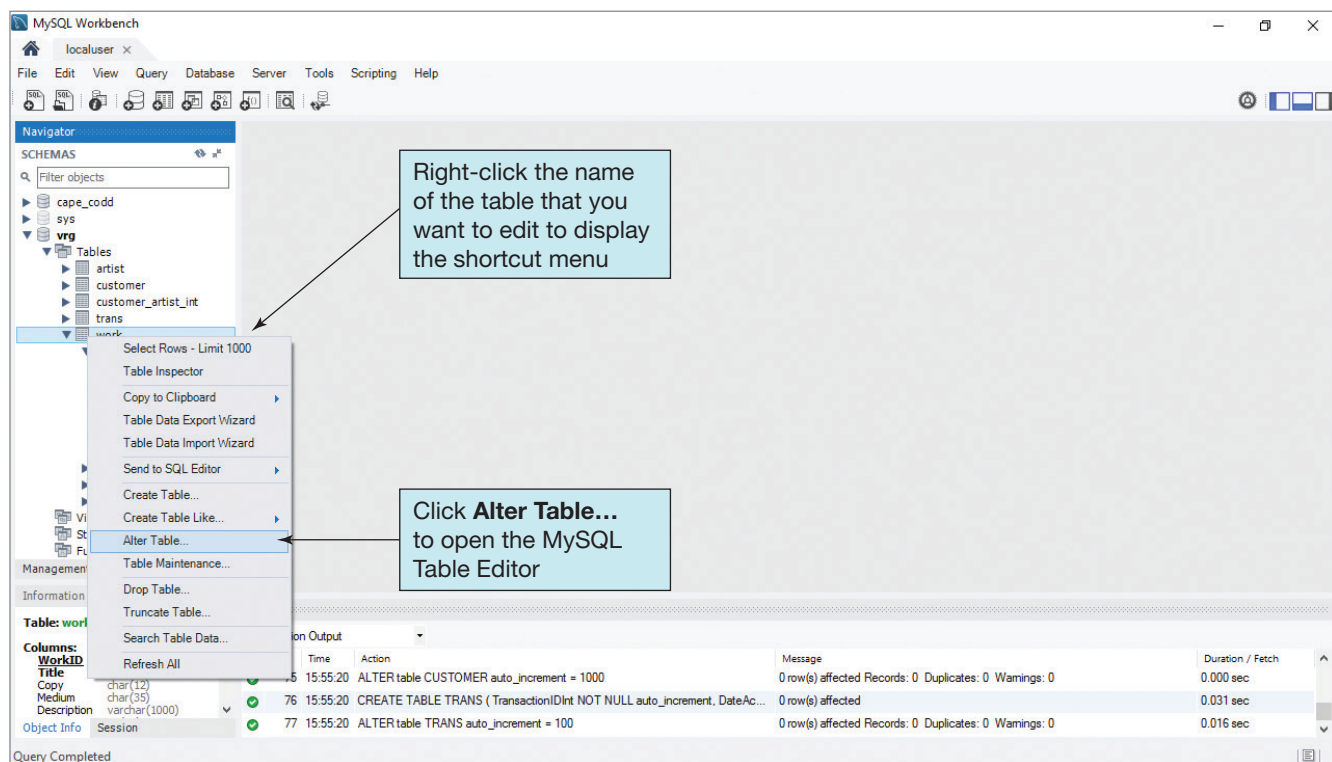 MySQL Workbench
localuser
File Edit View Query Database Server Tools Scripting Help
Navigator
SCHEMAS
Filter objects
cape_codd
sys
vrg
Tables
artist
customer
customer_artist_int
trans
work
Right-click the name
of the table that you
want to edit to display
the shortcut menu
Select Rows - Limit 1000
Table Inspector
Copy to Clipboard
Table Data Export Wizard
Table Data Import Wizard
Send to SQL Editor
Create Table...
Create Table Like...
Alter Table...
Table Maintenance...
Drop Table...
Truncate Table...
Search Table Data...
Refresh All
Click Alter Table...
to open the MySQL
Table Editor
Vi
St
Fu
Managemen
Information
Table: work
Columns:
WorkID
Title
Copy char(12)
Medium char(35)
Description varchar(1000)
Object Info Session
ion Output
Time Action Message Duration / Fetch
75 15:55:20 ALTER table CUSTOMER auto_increment = 1000 0 row(s) affected Records: 0 Duplicates: 0 Warnings: 0 0.000 sec
76 15:55:20 CREATE TABLE TRANS ( TransactionIDInt NOT NULL auto_increment, DateAc... 0 row(s) affected 0.031 sec
77 15:55:20 ALTER table TRANS auto_increment = 100 0 row(s) affected Records: 0 Duplicates: 0 Warnings: 0 0.016 sec
Query Completed